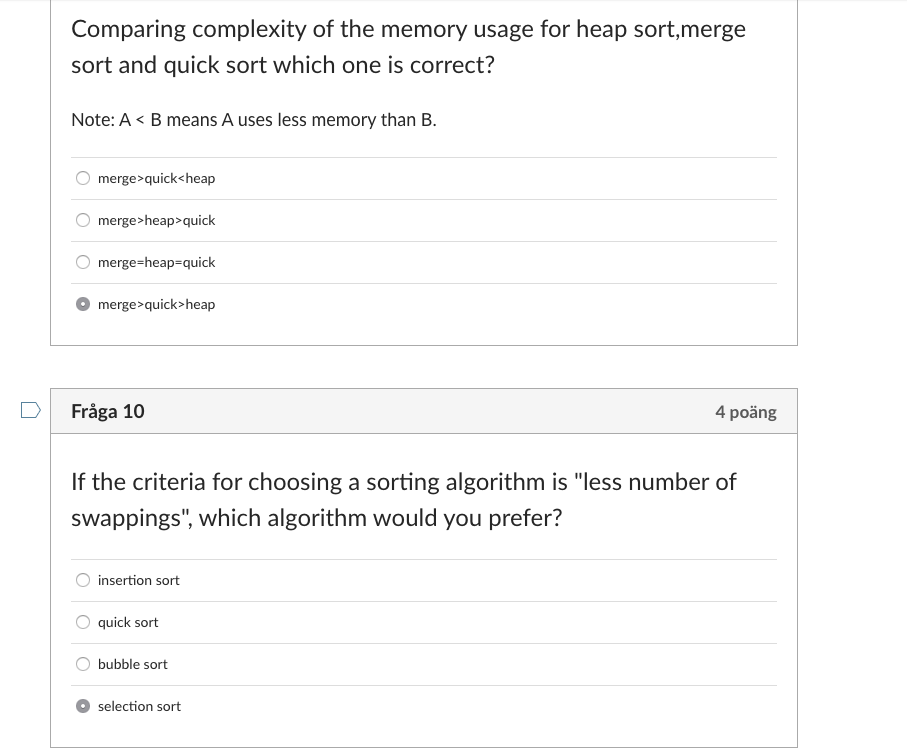 Comparing complexity of the memory usage for heap sort,merge
sort and quick sort which one is correct?
Note: A < B means A uses less memory than B.
merge>quick<heap
merge>heap>quick
merge=heap=quick
merge>quick>heap
Fråga 10
4 poäng
If the criteria for choosing a sorting algorithm is "less number of
swappings", which algorithm would you prefer?
insertion sort
quick sort
bubble sort
selection sort